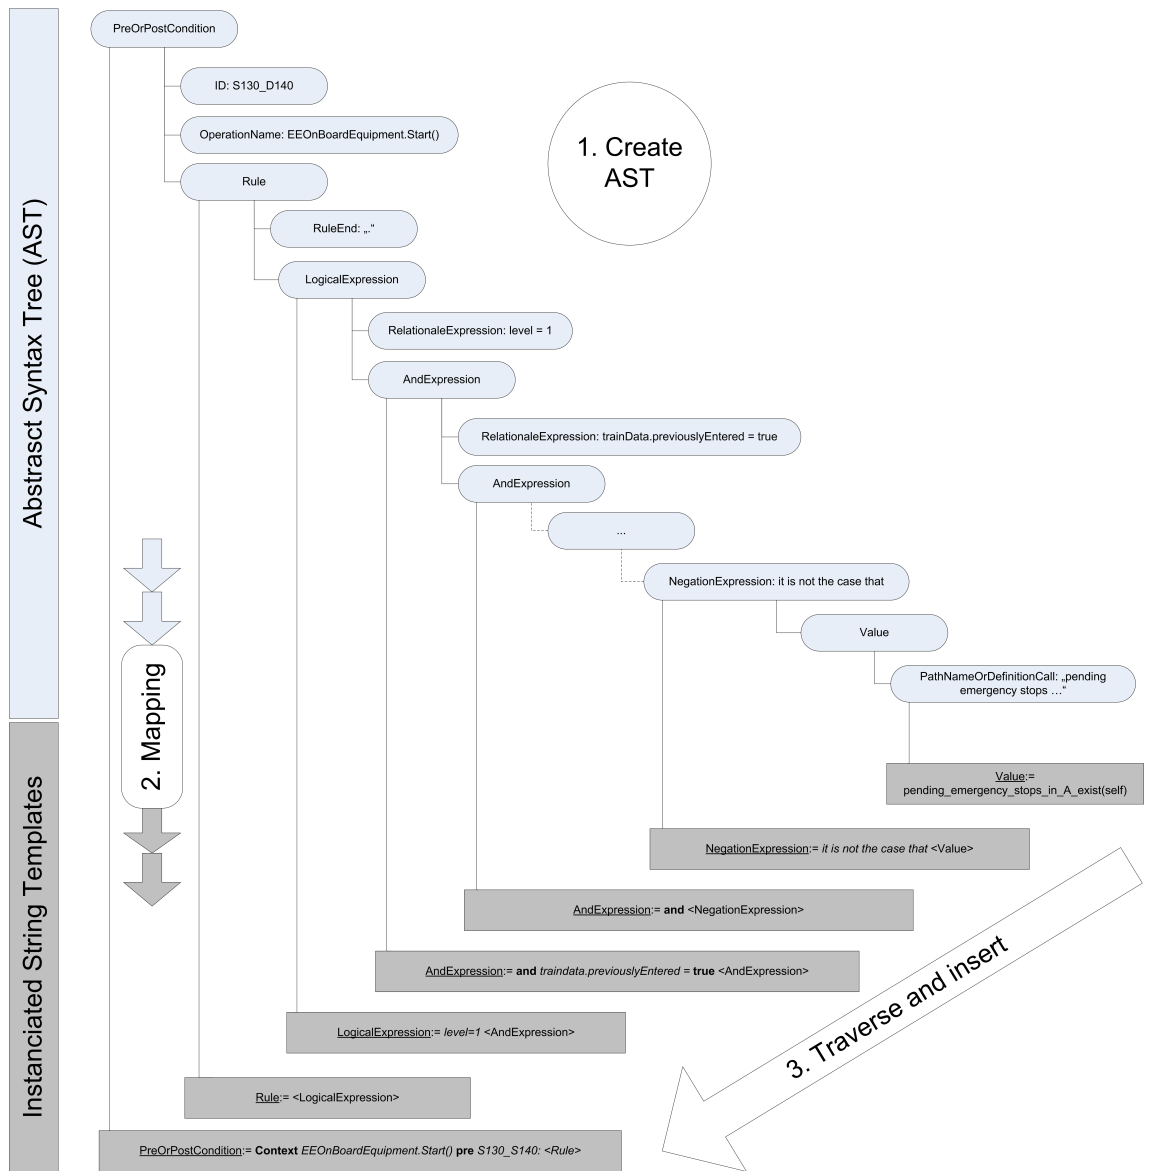 PreOrPostCondition
ID: S130_D140
OperationName: EEOnBoardEquipment.Start()
Rule
1. Create
AST
RuleEnd: „.“
LogicalExpression
RelationaleExpression: level = 1
AndExpression
RelationaleExpression: trainData.previouslyEntered = true
AndExpression
...
NegationExpression: it is not the case that
Value
PathNameOrDefinitionCall: „pending
emergency stops …“
Abstrasct Syntax Tree (AST)
2. Mapping
Instanciated String Templates
Value:=
pending_emergency_stops_in_A_exist(self)
NegationExpression:= it is not the case that <Value>
AndExpression:= and <NegationExpression>
AndExpression:= and traindata.previouslyEntered = true <AndExpression>
LogicalExpression:= level=1 <AndExpression>
3. Traverse and insert
Rule:= <LogicalExpression>
PreOrPostCondition:= Context EEOnBoardEquipment.Start() pre S130_S140: <Rule>